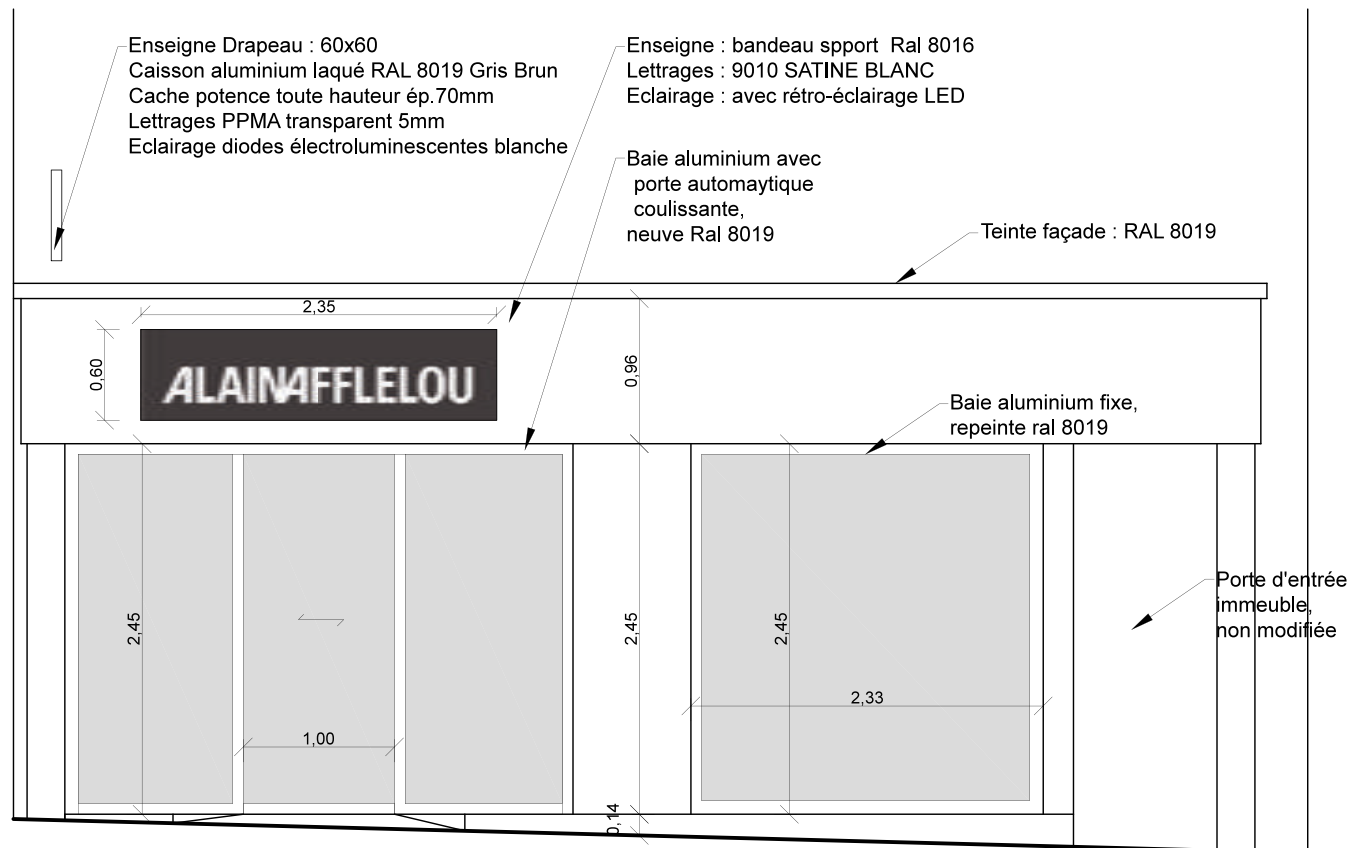 Enseigne Drapeau : 60x60
Caisson aluminium laqué RAL 8019 Gris Brun
Cache potence toute hauteur ép.70mm
Lettrages PPMA transparent 5mm
Eclairage diodes électroluminescentes blanche
Enseigne : bandeau spport Ral 8016
Lettrages : 9010 SATINE BLANC
Eclairage : avec rétro-éclairage LED
Baie aluminium avec
porte automaytique
coulissante,
neuve Ral 8019
Teinte façade : RAL 8019
2,35
0,60
ALAINAFFLELOU
0,96
Baie aluminium fixe,
repeinte ral 8019
2,45
2,45
2,45
Porte d'entrée
immeuble,
non modifiée
2,33
1,00
0,14